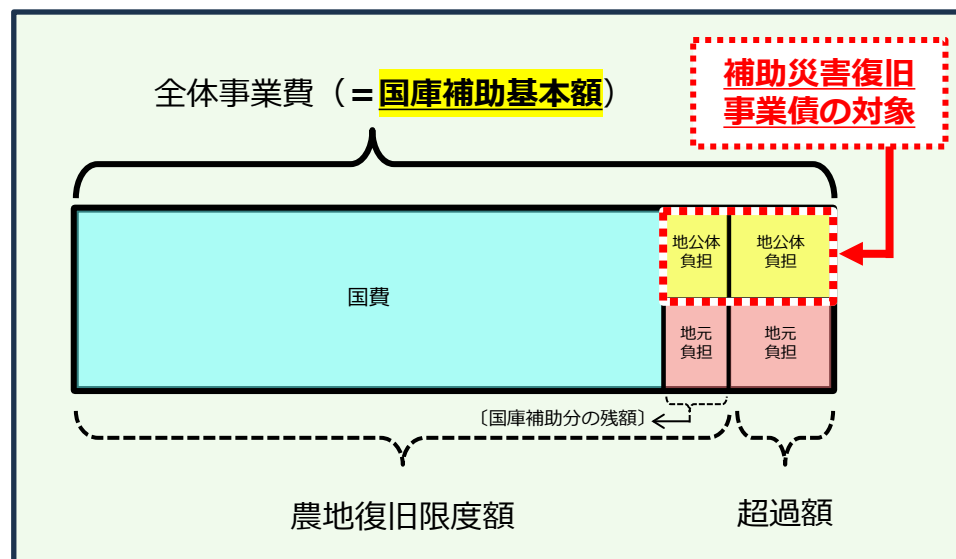 全体事業費（＝国庫補助基本額）
補助災害復旧
事業債の対象
国費
地公体
負担
地公体
負担
地元
負担
地元
負担
〔国庫補助分の残額〕
農地復旧限度額
超過額